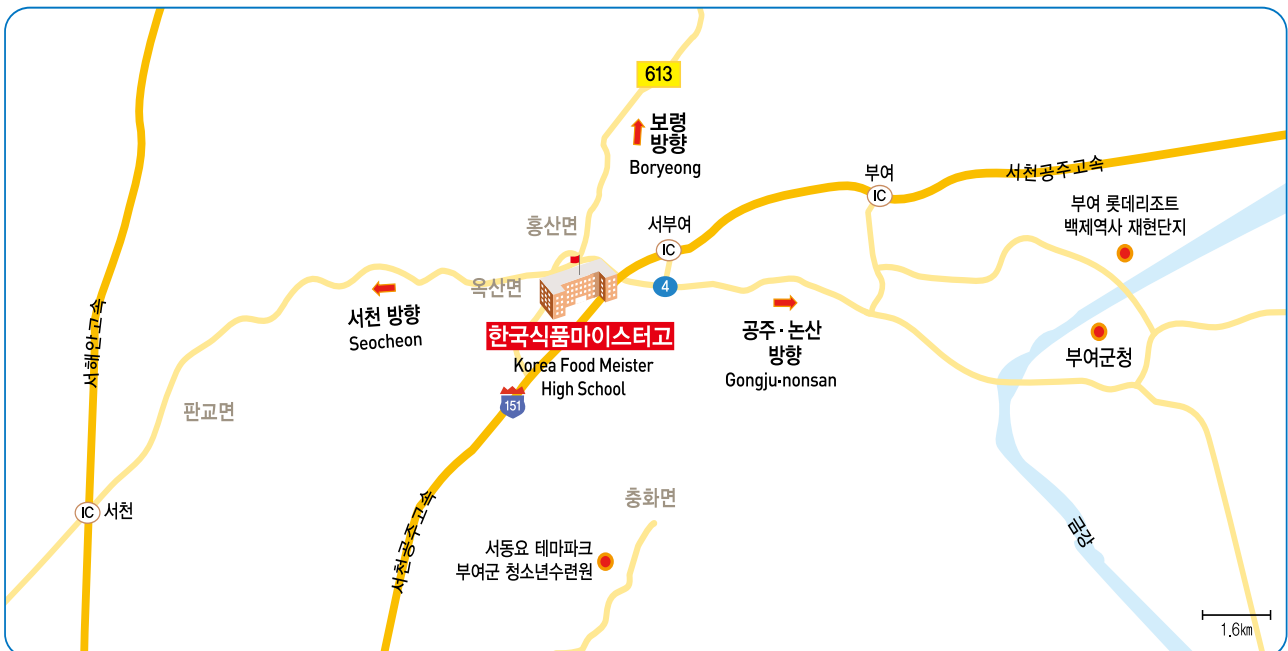 613
보령
방향
Boryeong
서천공주고속
부여
IC
부여 롯데리조트
백제역사 재현단지
홍산면
서부여
IC
옥산면
4
서천 방향
Seocheon
한국식품마이스터고
Korea Food Meister
High School
공주·논산
방향
Gongju-nonsan
부여군청
서해안고속
151
판교면
IC 서천
서천공주고속
충화면
서동요 테마파크
부여군 청소년수련원
금강
1.6㎞